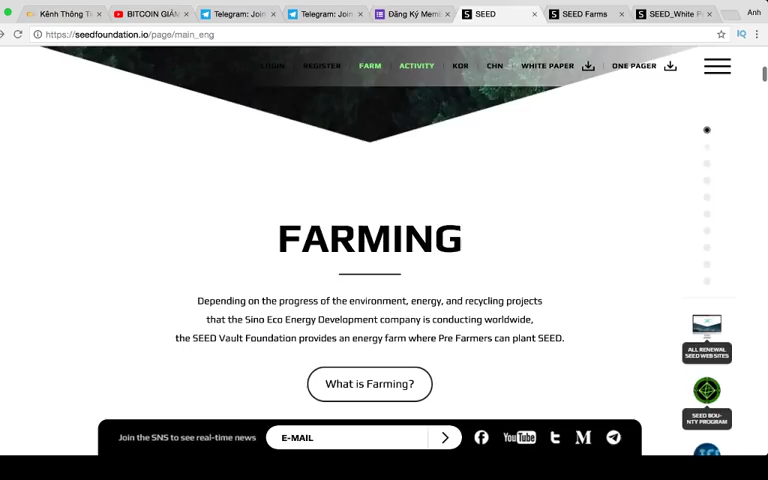 Kênh Thông T
BITCOIN GIẢM
Telegram: Join
Telegram: Join
Đăng Ký Mem
SEED
SEED Farms
SEED_White P
Anh
https://seedfoundation.io/page/main_eng
IQ
LOGIN
REGISTER
FARM
ACTIVITY
KOR
CHN
WHITE PAPER
ONE PAGER
FARMING
Depending on the progress of the environment, energy, and recycling projects
that the Sino Eco Energy Development company is conducting worldwide,
the SEED Vault Foundation provides an energy farm where Pre Farmers can plant SEED.
What is Farming?
ALL RENEWAL
SEED WEB SITES
SEED BOU-
NTY PROGRAM
Join the SNS to see real-time news
E-MAIL
YouTube